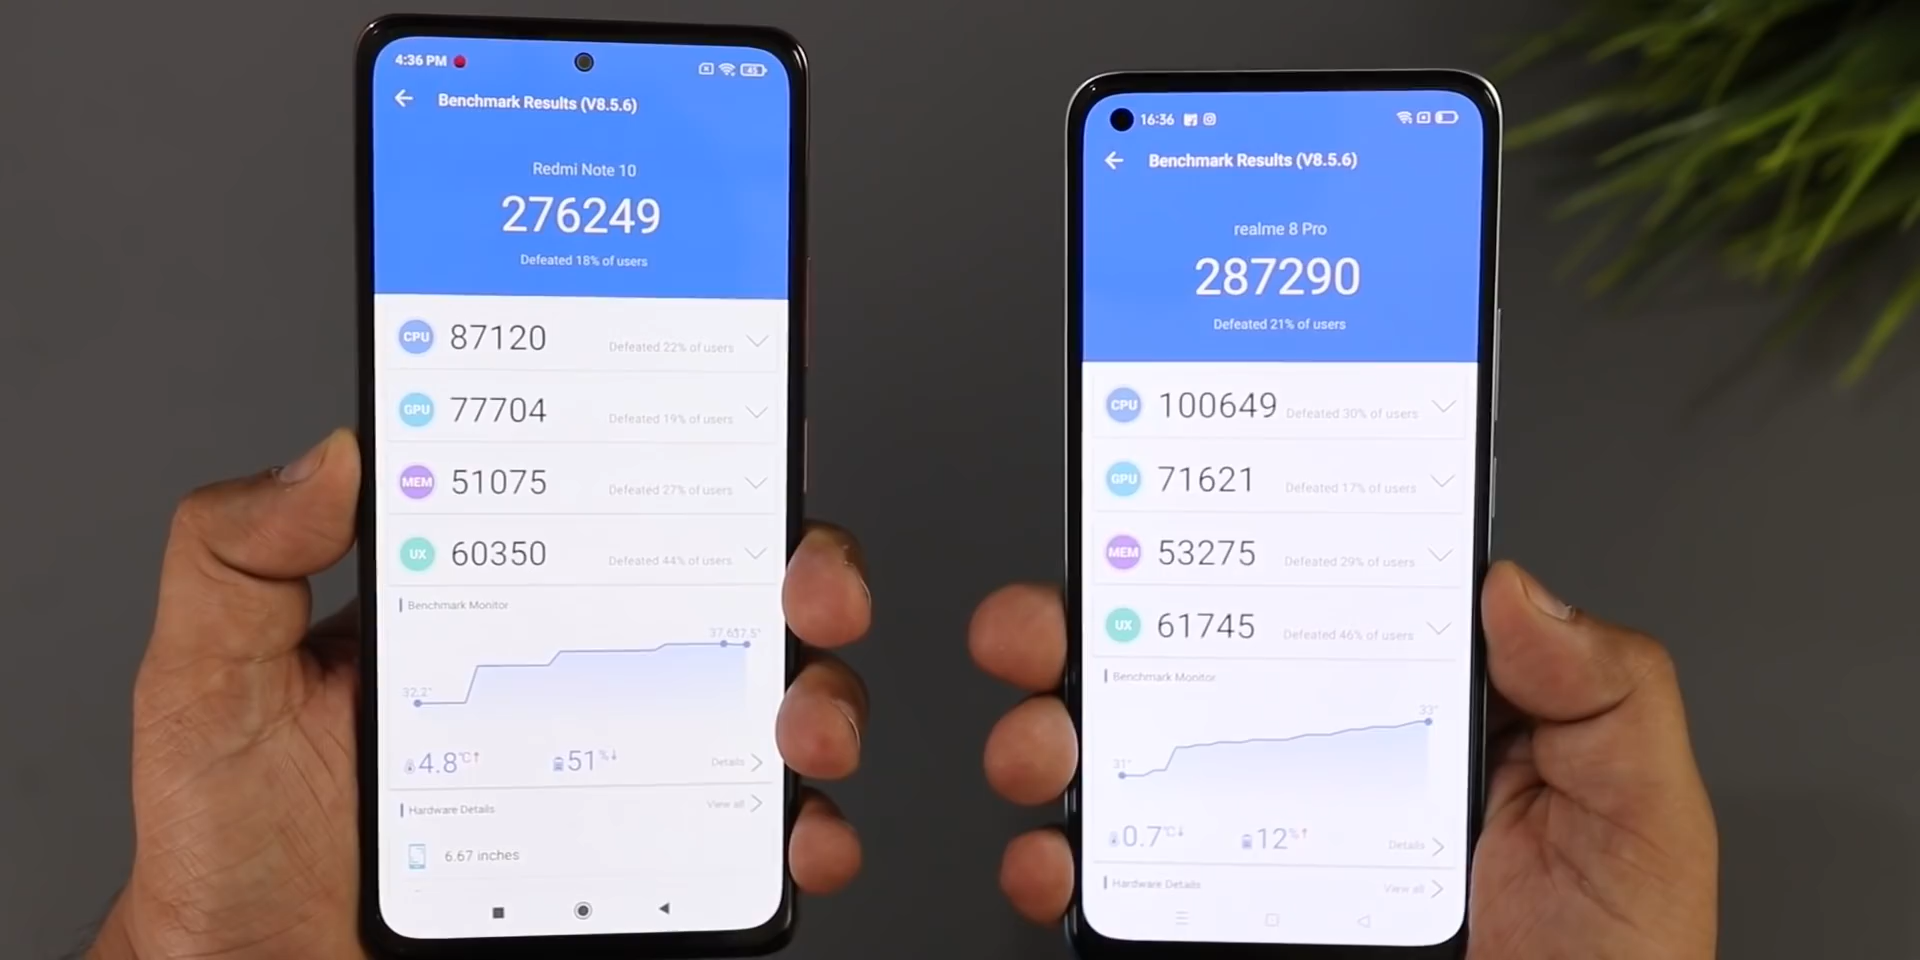 4:36 PM
45
Benchmark Results (V8.5.6)
Redmi Note 10
276249
Defeated 18% of users
CPU 87120 Defeated 22% of users
GPU 77704 Defeated 19% of users
MEM 51075 Defeated 27% of users
UX 60350 Defeated 44% of users
Benchmark Monitor
32.2° 37.6 37.5°
4.8°C↑ 51%↓ Details
Hardware Details View all
6.67 inches
16:36
Benchmark Results (V8.5.6)
realme 8 Pro
287290
Defeated 21% of users
CPU 100649 Defeated 30% of users
GPU 71621 Defeated 17% of users
MEM 53275 Defeated 29% of users
UX 61745 Defeated 46% of users
Benchmark Monitor
31° 33°
0.7°C↓ 12%↑ Details
Hardware Details View all